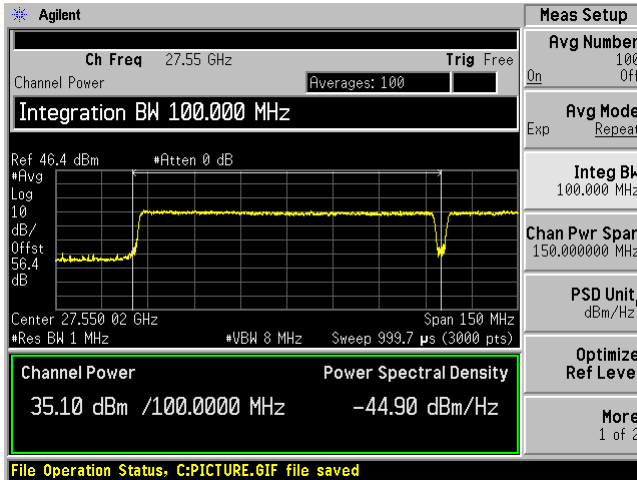 Agilent
Meas Setup
Ch Freq 27.55 GHz Trig Free
Channel Power Averages: 100
Integration BW 100.000 MHz
Ref 46.4 dBm #Atten 0 dB
#Avg
Log
10
dB/
Offst
56.4
dB
Center 27.550 02 GHz Span 150 MHz
#Res BW 1 MHz #VBW 8 MHz Sweep 999.7 µs (3000 pts)
Channel Power Power Spectral Density
35.10 dBm /100.0000 MHz -44.90 dBm/Hz
File Operation Status, C:PICTURE.GIF file saved
Avg Number
100
On Off
Avg Mode
Exp Repeat
Integ BW
100.000 MHz
Chan Pwr Span
150.000000 MHz
PSD Unit
dBm/Hz
Optimize
Ref Level
More
1 of 2